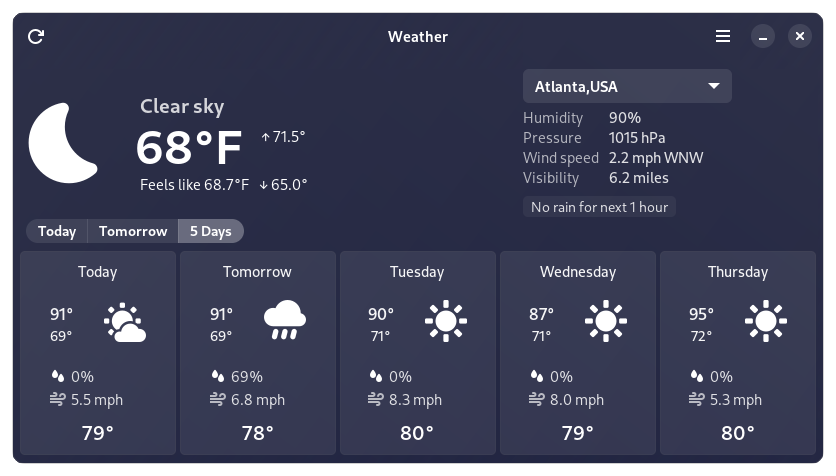 Weather
Clear sky
68°F
↑ 71.5°
Feels like 68.7°F ↓ 65.0°
Atlanta,USA
Humidity 90%
Pressure 1015 hPa
Wind speed 2.2 mph WNW
Visibility 6.2 miles
No rain for next 1 hour
Today Tomorrow 5 Days
Today
91°
69°
0%
5.5 mph
79°
Tomorrow
91°
69°
69%
6.8 mph
78°
Tuesday
90°
71°
0%
8.3 mph
80°
Wednesday
87°
71°
0%
8.0 mph
79°
Thursday
95°
72°
0%
5.3 mph
80°